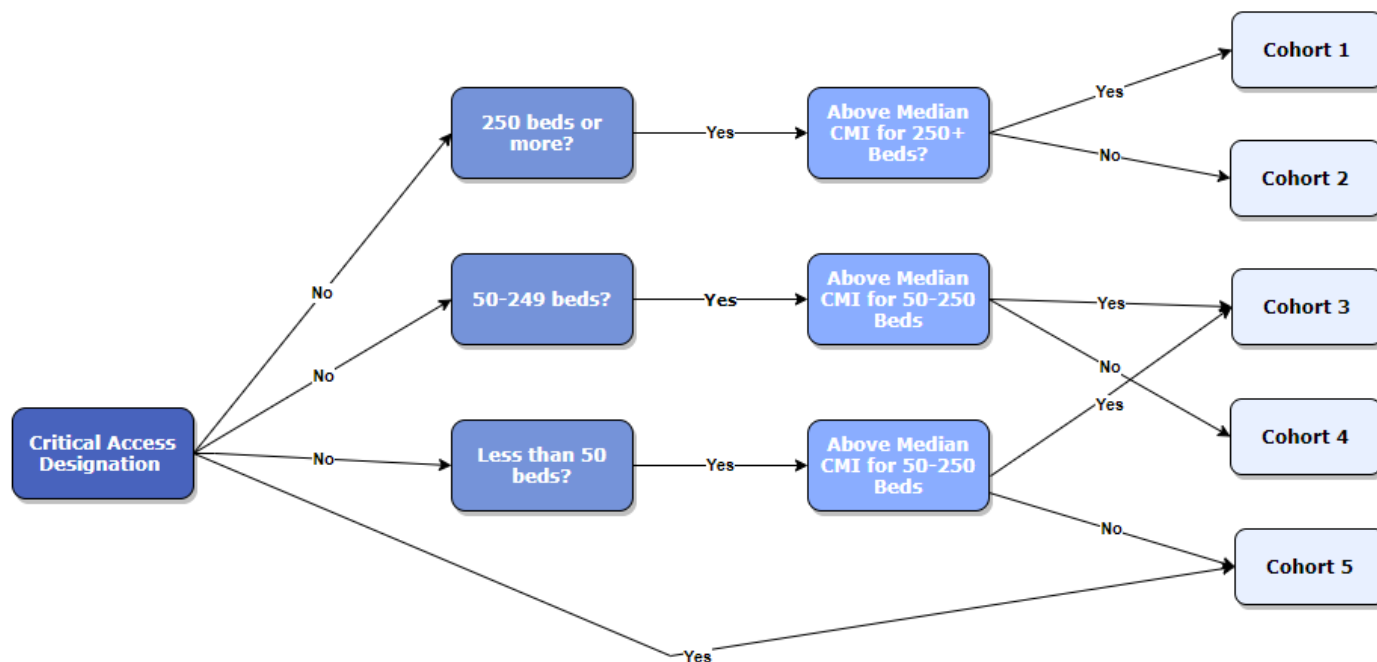 Cohort 1
Yes
250 beds or
more?
Yes
Above Median
CMI for 250+
Beds?
No
Cohort 2
No
50-249 beds?
Yes
Above Median
CMI for 50-250
Beds
Yes
Cohort 3
No
No
Yes
Critical Access
Designation
No
Less than 50
beds?
Yes
Above Median
CMI for 50-250
Beds
Cohort 4
No
Cohort 5
Yes